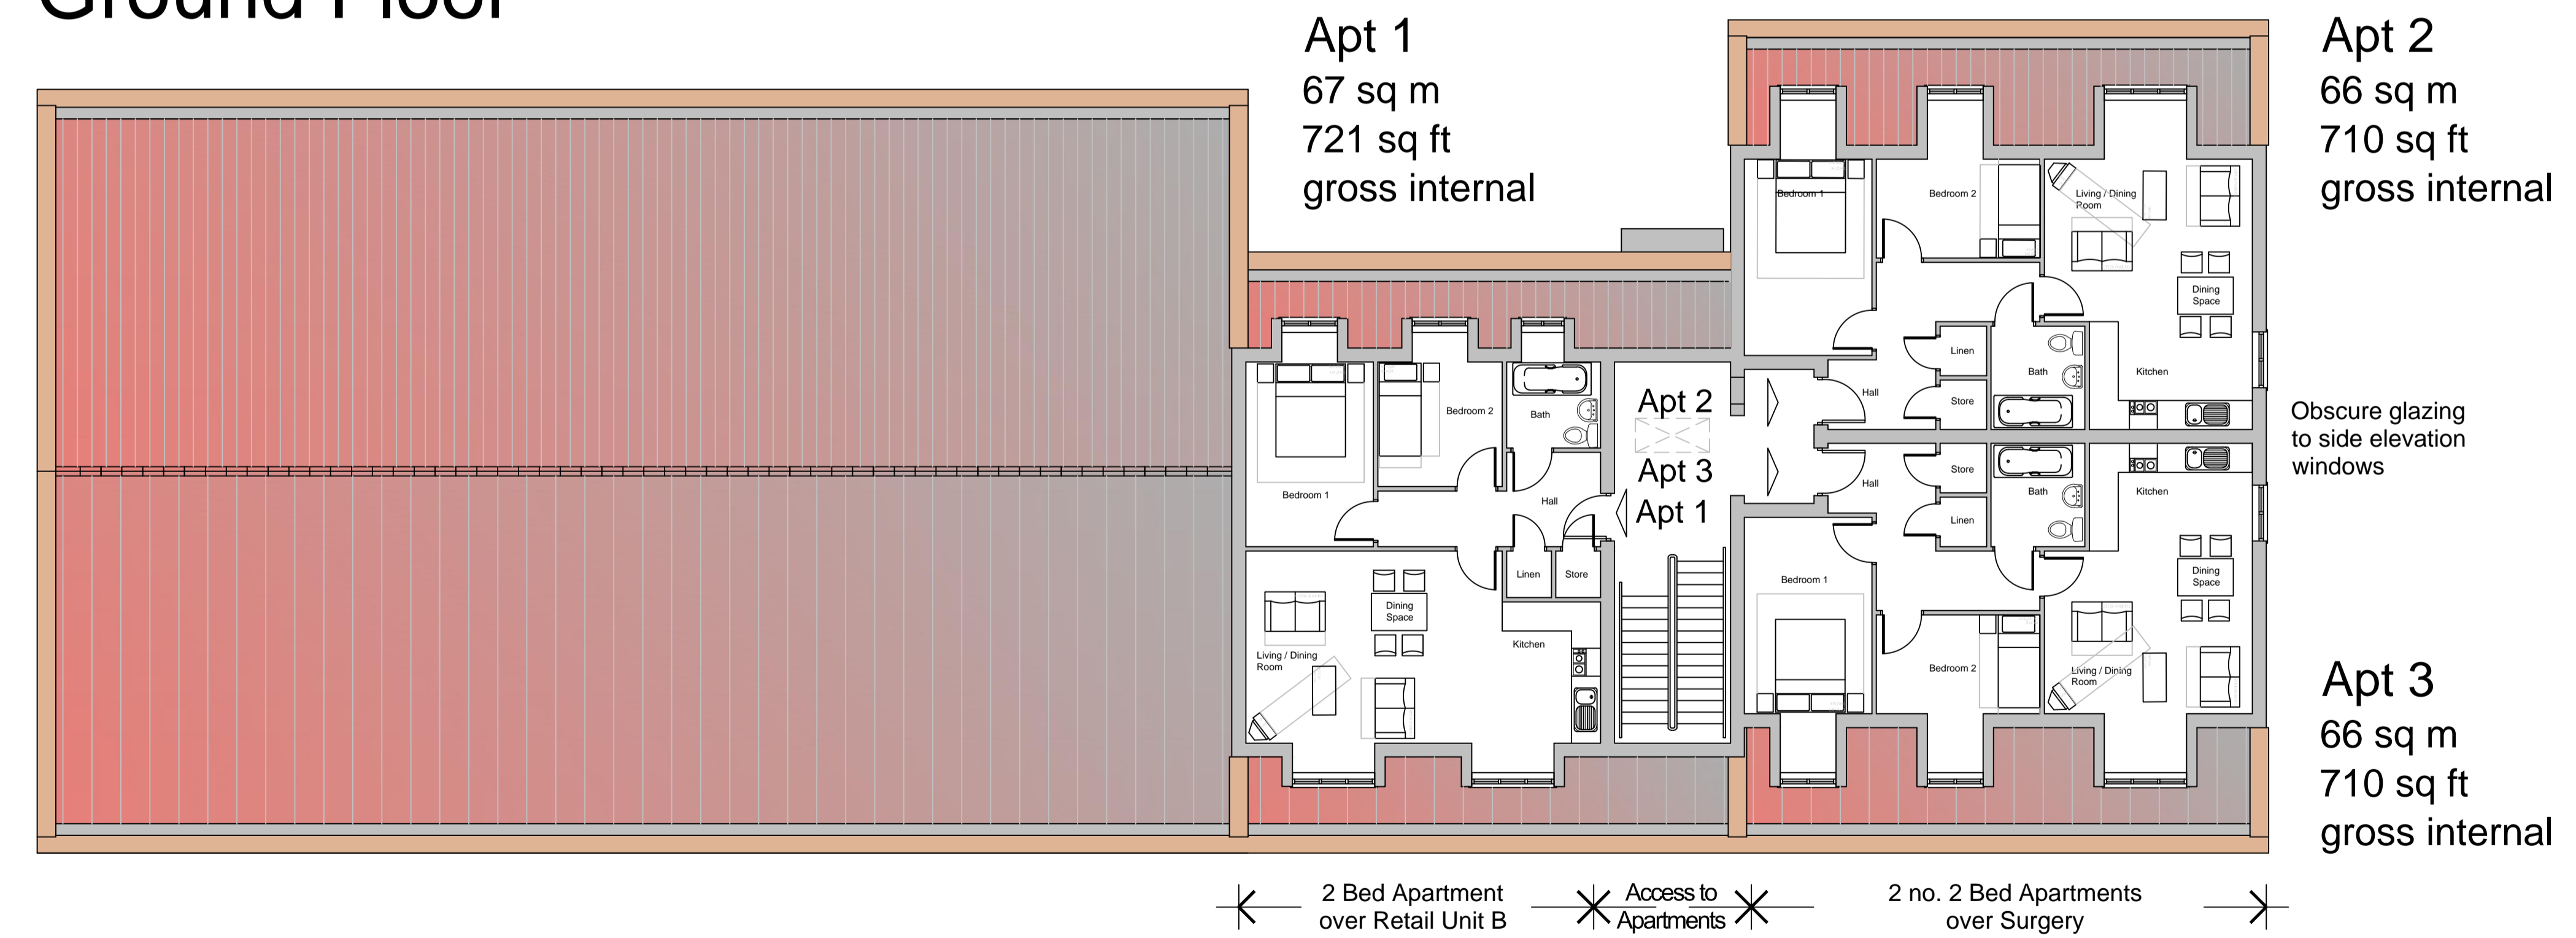 Ground Floor
Apt 1
67 sq m
721 sq ft
gross internal
Apt 2
66 sq m
710 sq ft
gross internal
Bedroom 1
Bedroom 2
Living / Dining
Room
Dining
Space
Linen
Bath
Kitchen
Hall
Store
Bedroom 2
Bath
Bedroom 1
Hall
Apt 2
Apt 3
Apt 1
Obscure glazing
to side elevation
windows
Store
Hall
Bath
Kitchen
Linen
Linen
Store
Dining
Space
Kitchen
Living / Dining
Room
Bedroom 1
Dining
Space
Bedroom 2
Living / Dining
Room
Apt 3
66 sq m
710 sq ft
gross internal
2 Bed Apartment
over Retail Unit B
Access to
Apartments
2 no. 2 Bed Apartments
over Surgery